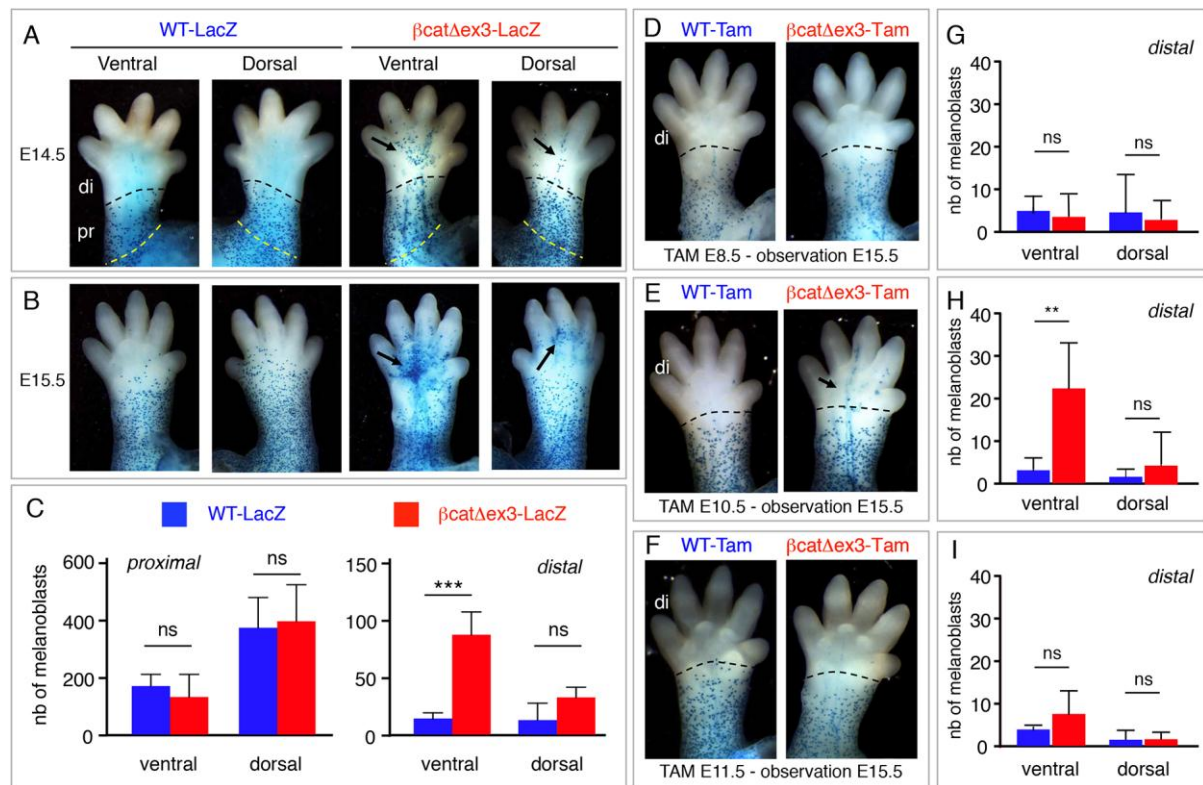 A
WT-LacZ βcatΔex3-LacZ
Ventral Dorsal Ventral Dorsal
E14.5
di
pr
B
E15.5
C
WT-LacZ βcatΔex3-LacZ
nb of melanoblasts
600
400
200
0
proximal
ns
ns
ventral dorsal
150
100
50
0
distal
***
ns
ventral dorsal
D
WT-Tam βcatΔex3-Tam
di
TAM E8.5 - observation E15.5
E
WT-Tam βcatΔex3-Tam
di
TAM E10.5 - observation E15.5
F
WT-Tam βcatΔex3-Tam
di
TAM E11.5 - observation E15.5
G
distal
nb of melanoblasts
40
30
20
10
0
ns
ns
ventral dorsal
H
distal
nb of melanoblasts
40
30
20
10
0
**
ns
ventral dorsal
I
distal
nb of melanoblasts
40
30
20
10
0
ns
ns
ventral dorsal